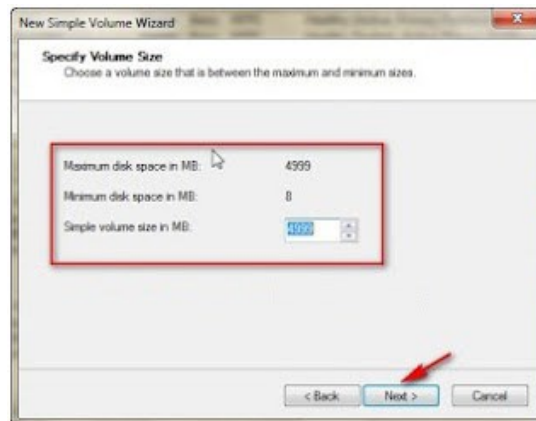 New Simple Volume Wizard
Specify Volume Size
Choose a volume size that is between the maximum and minimum sizes.
Maximum disk space in MB: 4999
Minimum disk space in MB: 8
Simple volume size in MB: 4999
< Back Next > Cancel